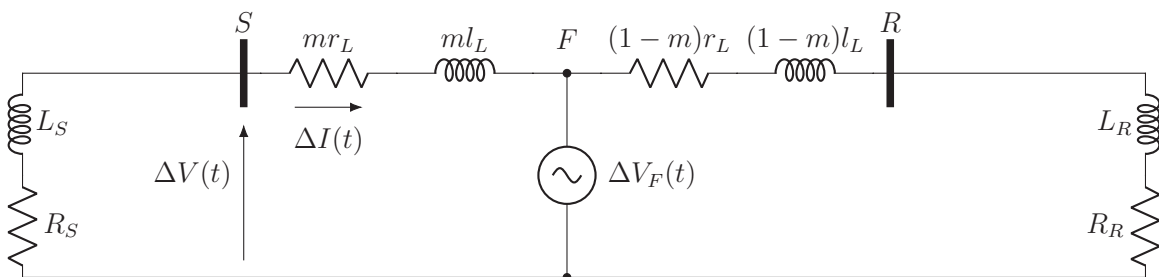 S
mr_L
ml_L
F
(1 − m)r_L
(1 − m)l_L
R
L_S
ΔI(t)
L_R
ΔV(t)
ΔV_F(t)
R_S
R_R